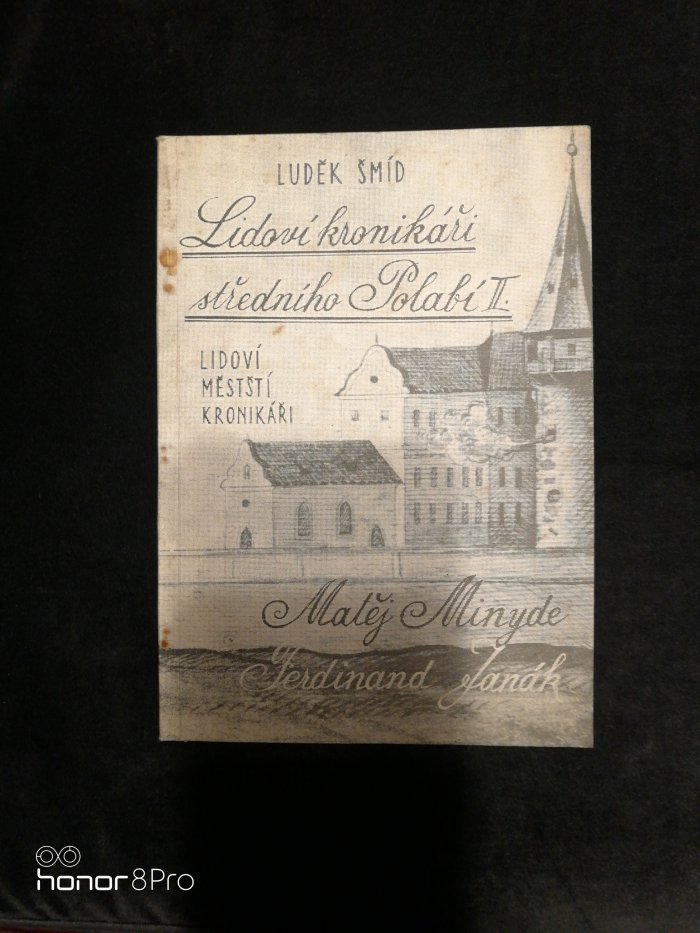 LUDĚK ŠMÍD
Lidoví kronikáři
středního Polabí II.
LIDOVÍ
MĚSTŠTÍ
KRONIKÁŘI
Matěj Minyde
Ferdinand Janák
honor 8Pro